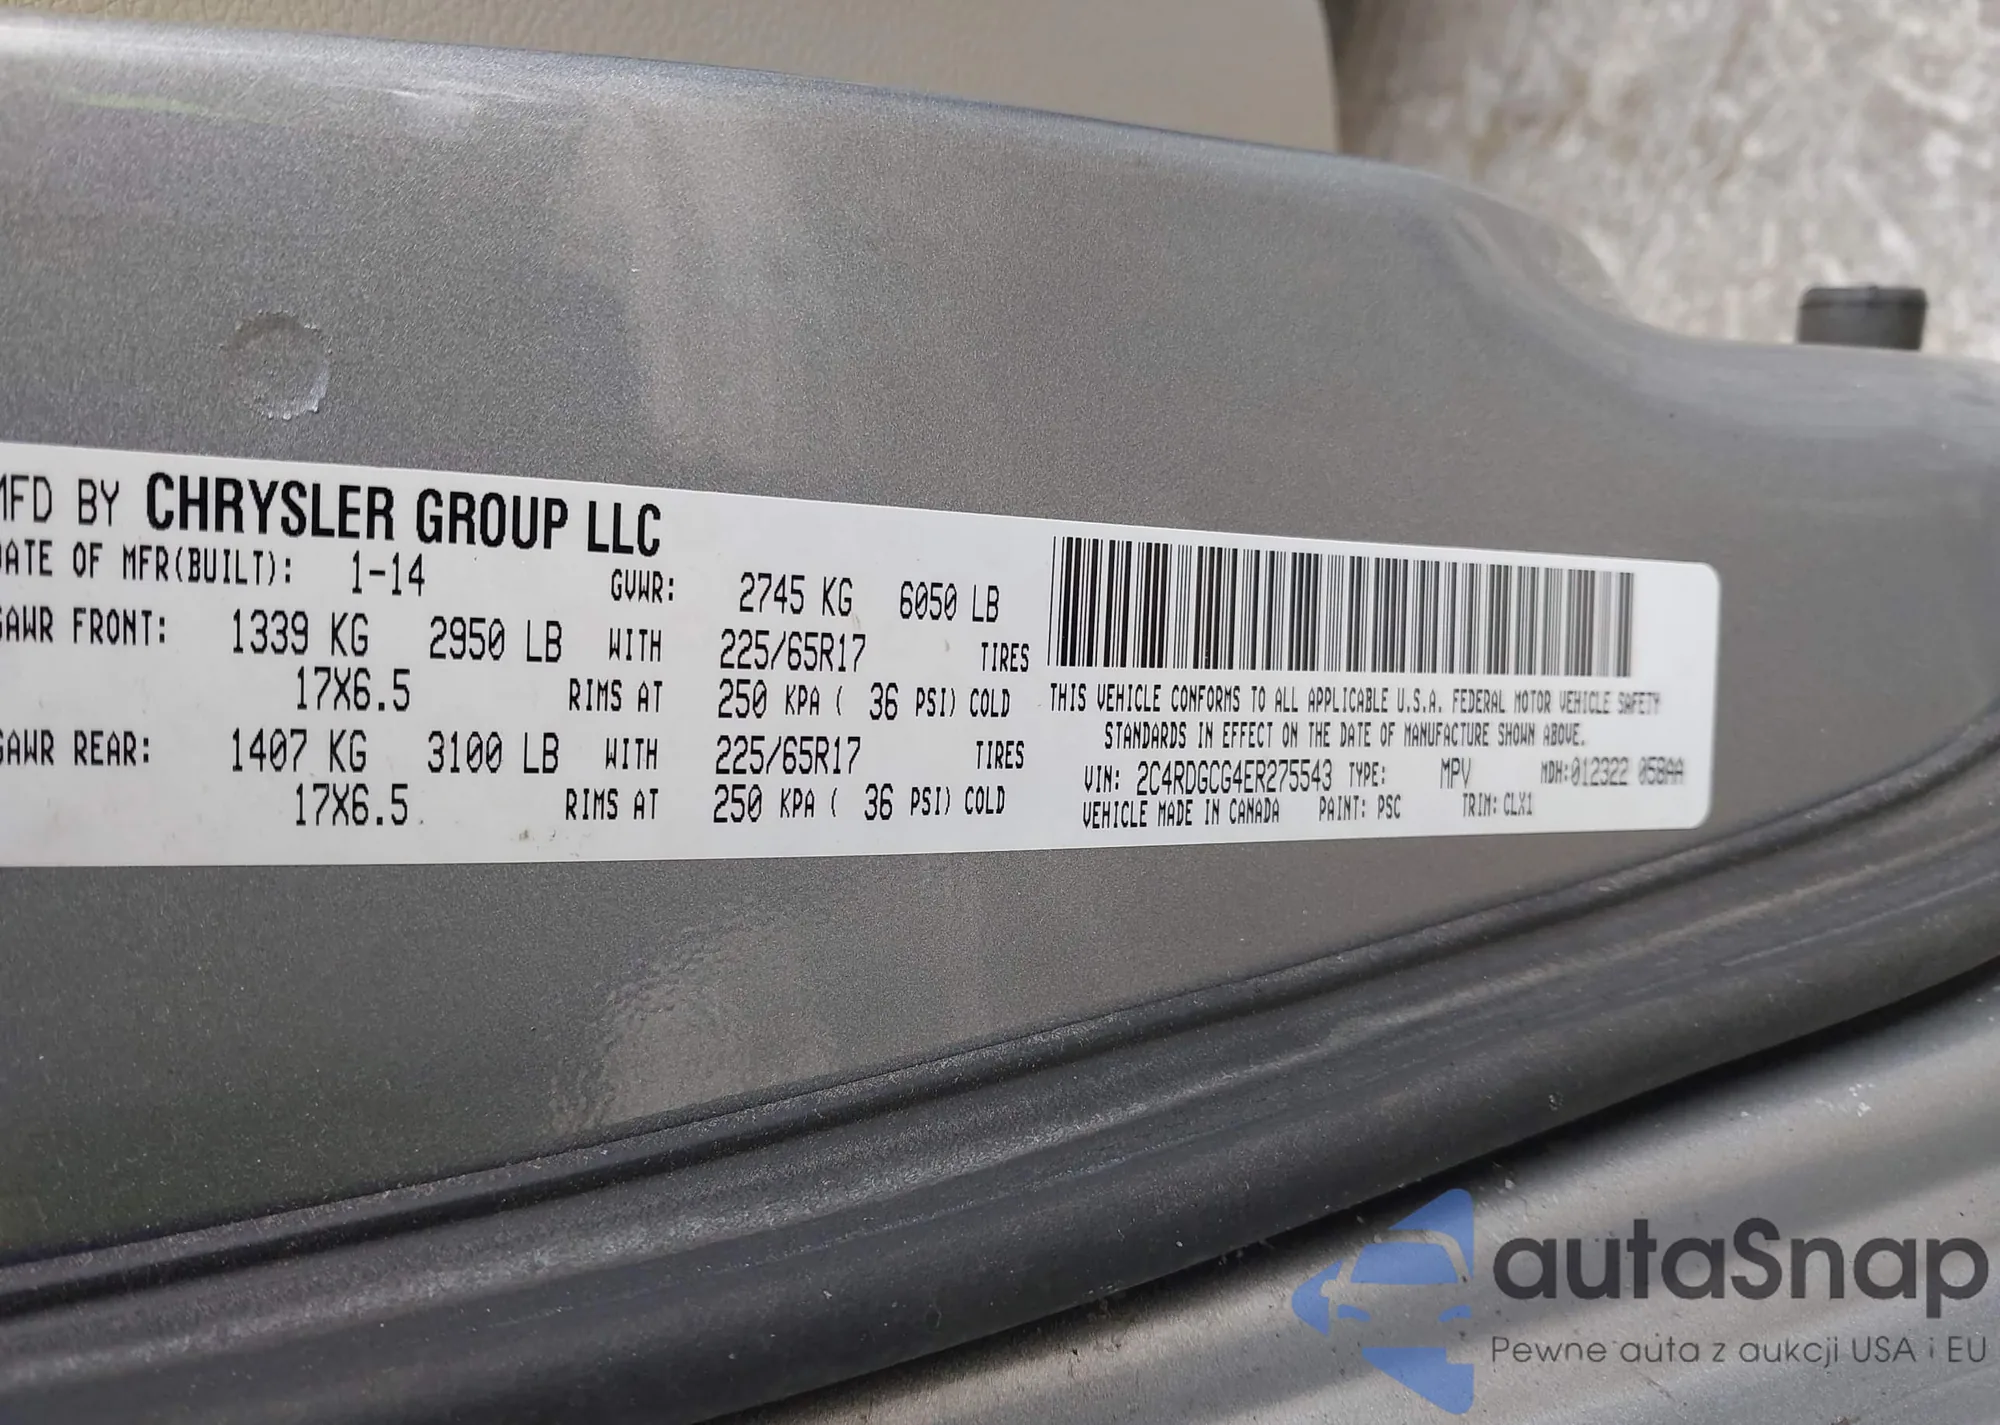 MFD BY CHRYSLER GROUP LLC
DATE OF MFR(BUILT): 1-14 GVWR: 2745 KG 6050 LB
GAWR FRONT: 1339 KG 2950 LB WITH 225/65R17 TIRES
17X6.5 RIMS AT 250 KPA ( 36 PSI) COLD
GAWR REAR: 1407 KG 3100 LB WITH 225/65R17 TIRES
17X6.5 RIMS AT 250 KPA ( 36 PSI) COLD
THIS VEHICLE CONFORMS TO ALL APPLICABLE U.S.A. FEDERAL MOTOR VEHICLE SAFETY
STANDARDS IN EFFECT ON THE DATE OF MANUFACTURE SHOWN ABOVE.
VIN: 2C4RDGCG4ER275543 TYPE: MPV MDH:012322 058AA
VEHICLE MADE IN CANADA PAINT: PSC TRIM: CLX1
autaSnap
Pewne auta z aukcji USA i EU